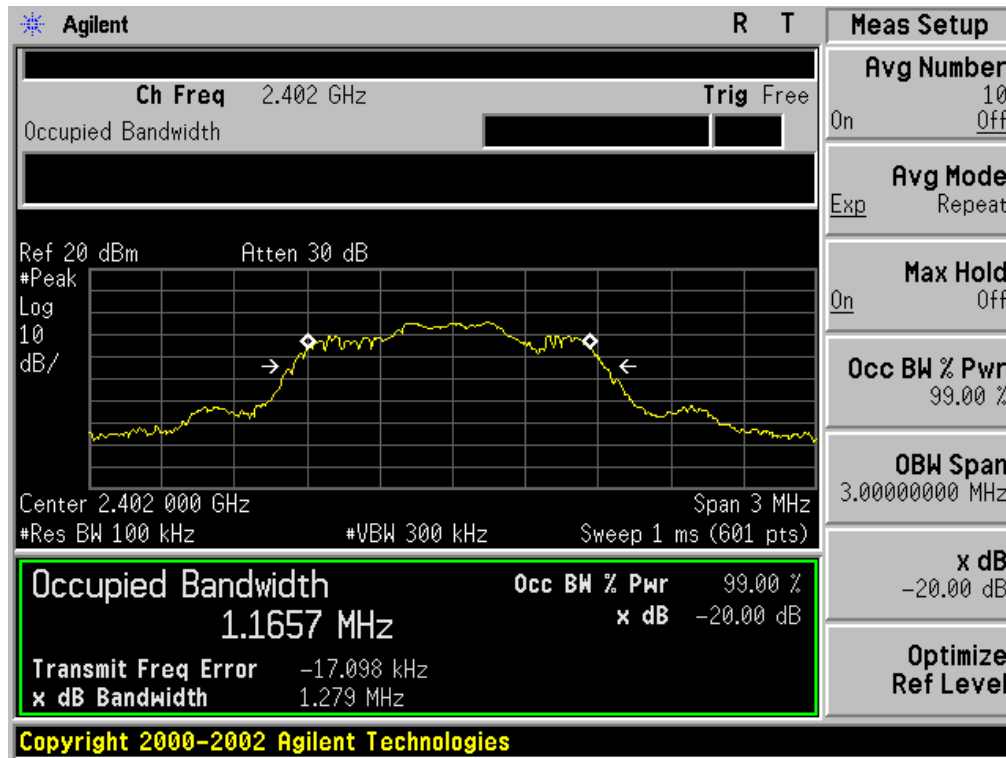 Agilent R T
Ch Freq 2.402 GHz Trig Free
Occupied Bandwidth
Ref 20 dBm Atten 30 dB
#Peak
Log
10
dB/
Center 2.402 000 GHz Span 3 MHz
#Res BW 100 kHz #VBW 300 kHz Sweep 1 ms (601 pts)
Occupied Bandwidth Occ BW % Pwr 99.00 %
1.1657 MHz x dB -20.00 dB
Transmit Freq Error -17.098 kHz
x dB Bandwidth 1.279 MHz
Copyright 2000-2002 Agilent Technologies
Meas Setup
Avg Number
10
On Off
Avg Mode
Exp Repeat
Max Hold
On Off
Occ BW % Pwr
99.00 %
OBW Span
3.00000000 MHz
x dB
-20.00 dB
Optimize
Ref Level